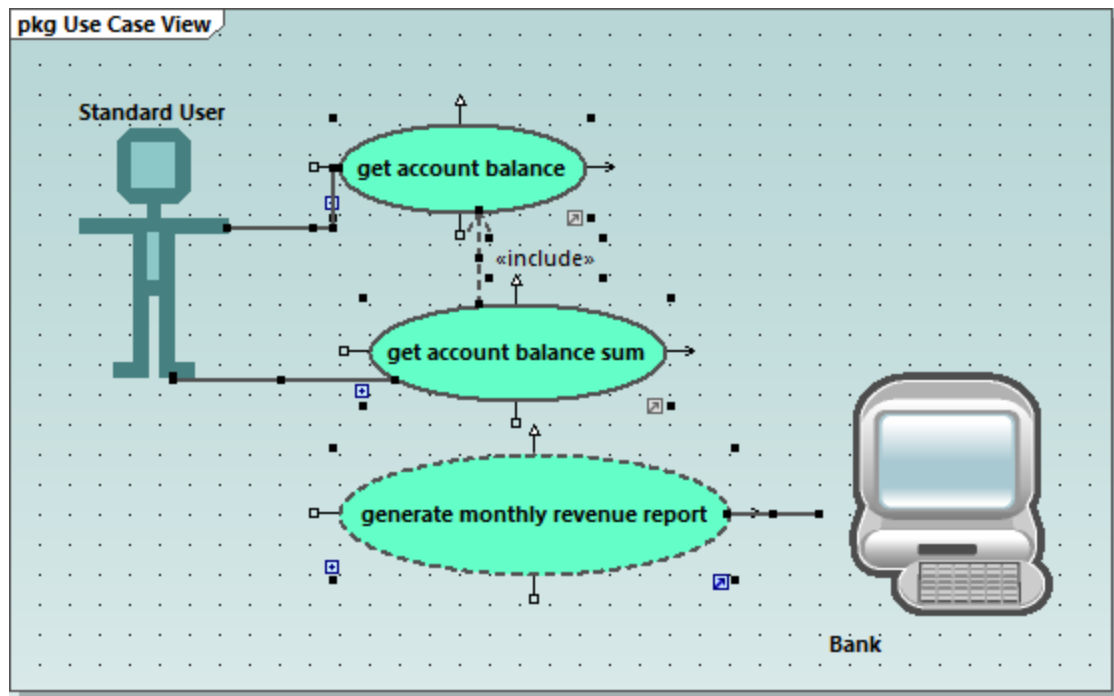 pkg Use Case View
Standard User
get account balance
«include»
get account balance sum
generate monthly revenue report
Bank